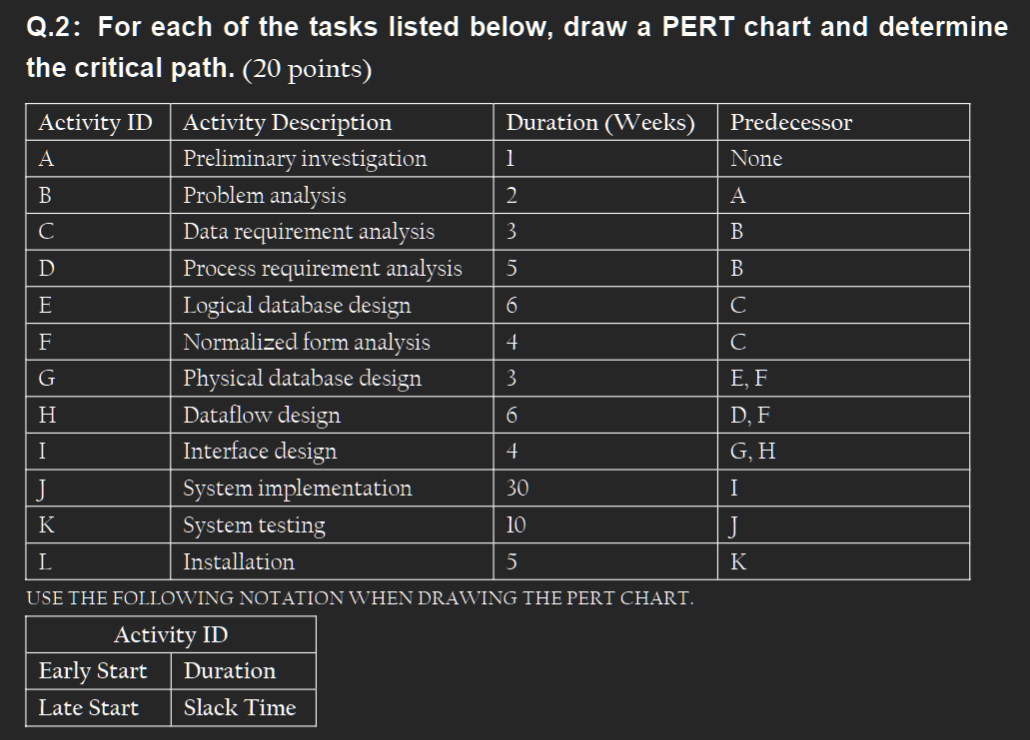 Q.2: For each of the tasks listed below, draw a PERT chart and determine
the critical path. (20 points)
Activity ID Activity Description Duration (Weeks) Predecessor
A Preliminary investigation 1 None
B Problem analysis 2 A
C Data requirement analysis 3 B
D Process requirement analysis 5 B
E Logical database design 6 C
F Normalized form analysis 4 C
G Physical database design 3 E, F
H Dataflow design 6 D, F
I Interface design 4 G, H
J System implementation 30 I
K System testing 10 J
L Installation 5 K
USE THE FOLLOWING NOTATION WHEN DRAWING THE PERT CHART.
Activity ID
Early Start Duration
Late Start Slack Time